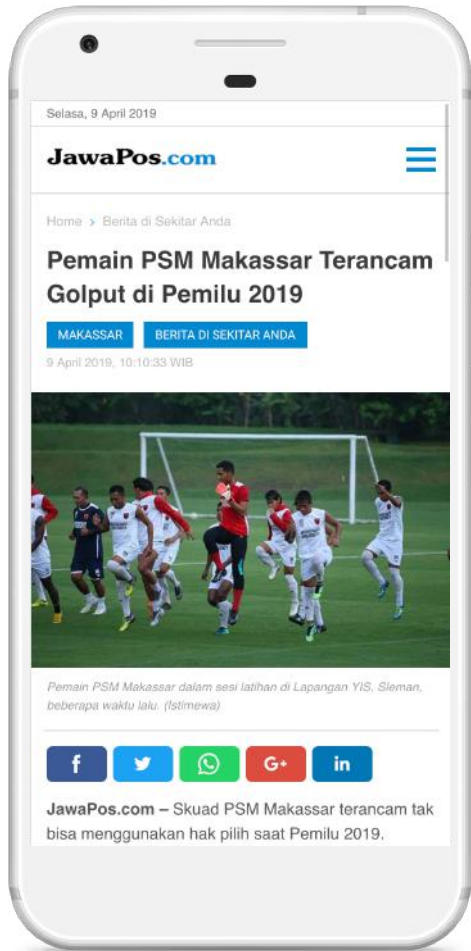 Selasa, 9 April 2019
JawaPos.com
Home > Berita di Sekitar Anda
Pemain PSM Makassar Terancam
Golput di Pemilu 2019
MAKASSAR BERITA DI SEKITAR ANDA
9 April 2019, 10:10:33 WIB
Pemain PSM Makassar dalam sesi latihan di Lapangan YIS, Sleman,
beberapa waktu lalu. (Istimewa)
f G+ in
JawaPos.com – Skuad PSM Makassar terancam tak
bisa menggunakan hak pilih saat Pemilu 2019.